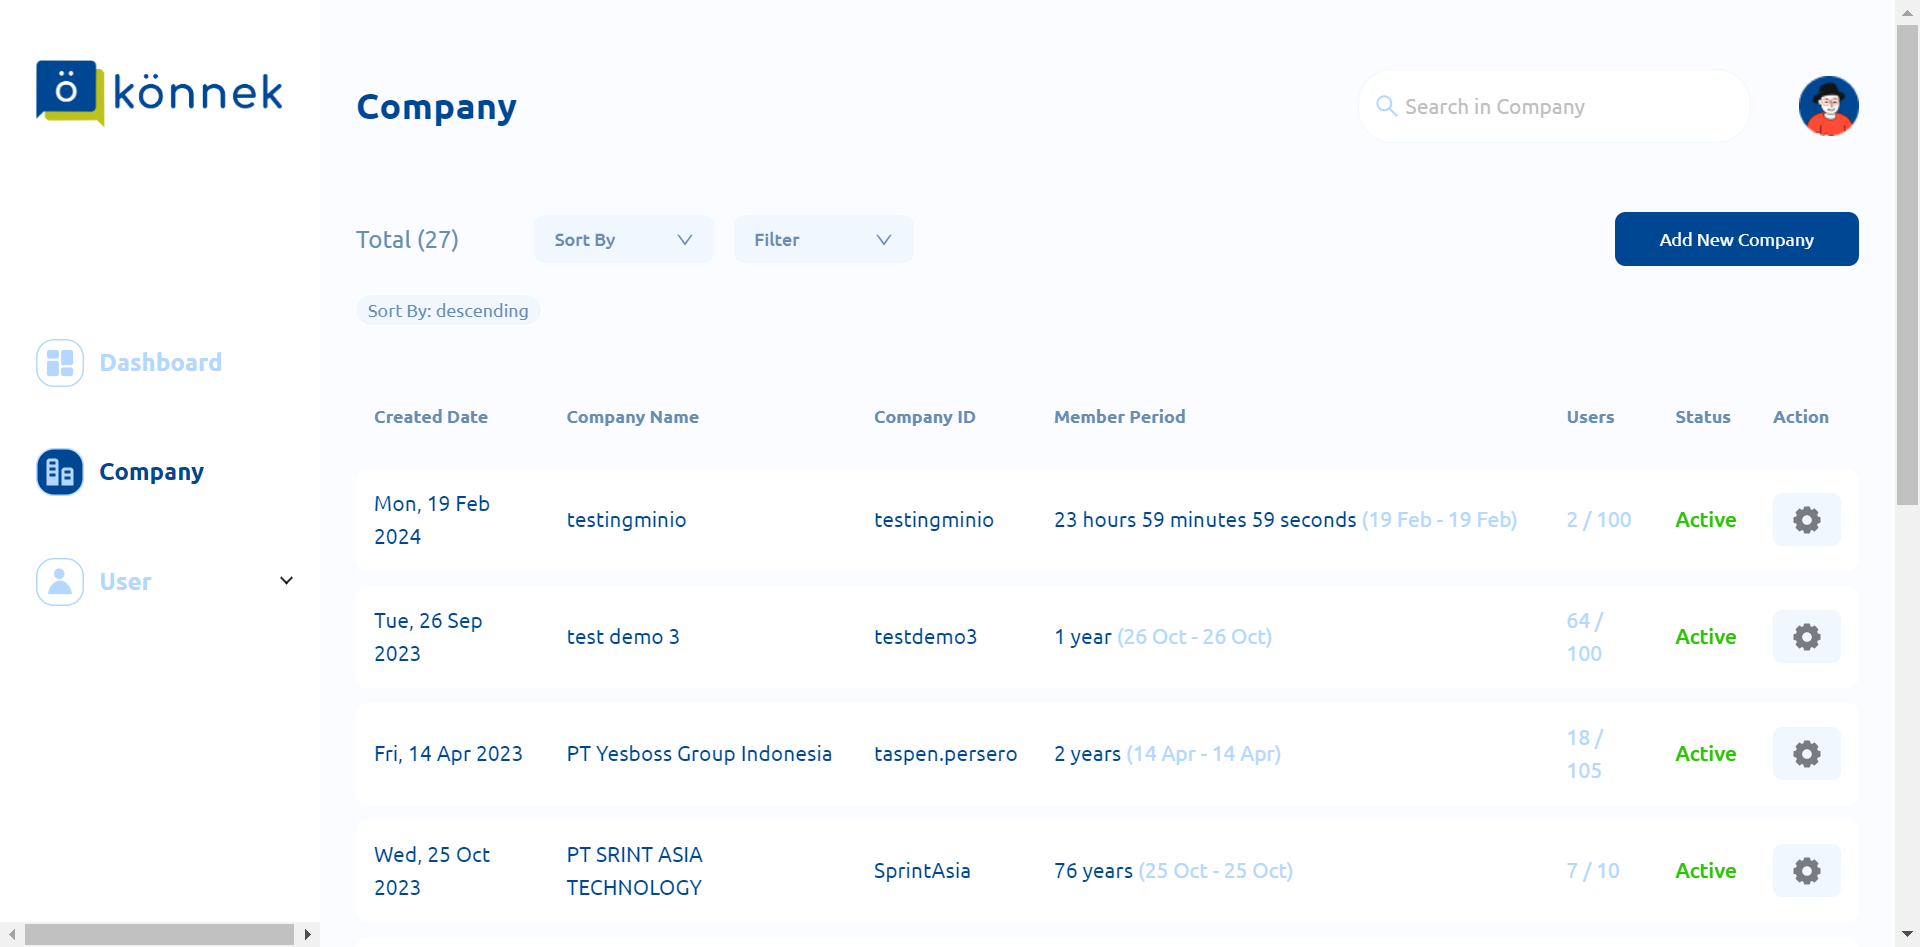 ö könnek
Company
Search in Company
Total (27)
Sort By
Filter
Add New Company
Sort By: descending
Dashboard
Company
User
Created Date Company Name Company ID Member Period Users Status Action
Mon, 19 Feb
2024
testingminio
testingminio
23 hours 59 minutes 59 seconds (19 Feb - 19 Feb)
2 / 100
Active
Tue, 26 Sep
2023
test demo 3
testdemo3
1 year (26 Oct - 26 Oct)
64 /
100
Active
Fri, 14 Apr 2023
PT Yesboss Group Indonesia
taspen.persero
2 years (14 Apr - 14 Apr)
18 /
105
Active
Wed, 25 Oct
2023
PT SRINT ASIA
TECHNOLOGY
SprintAsia
76 years (25 Oct - 25 Oct)
7 / 10
Active